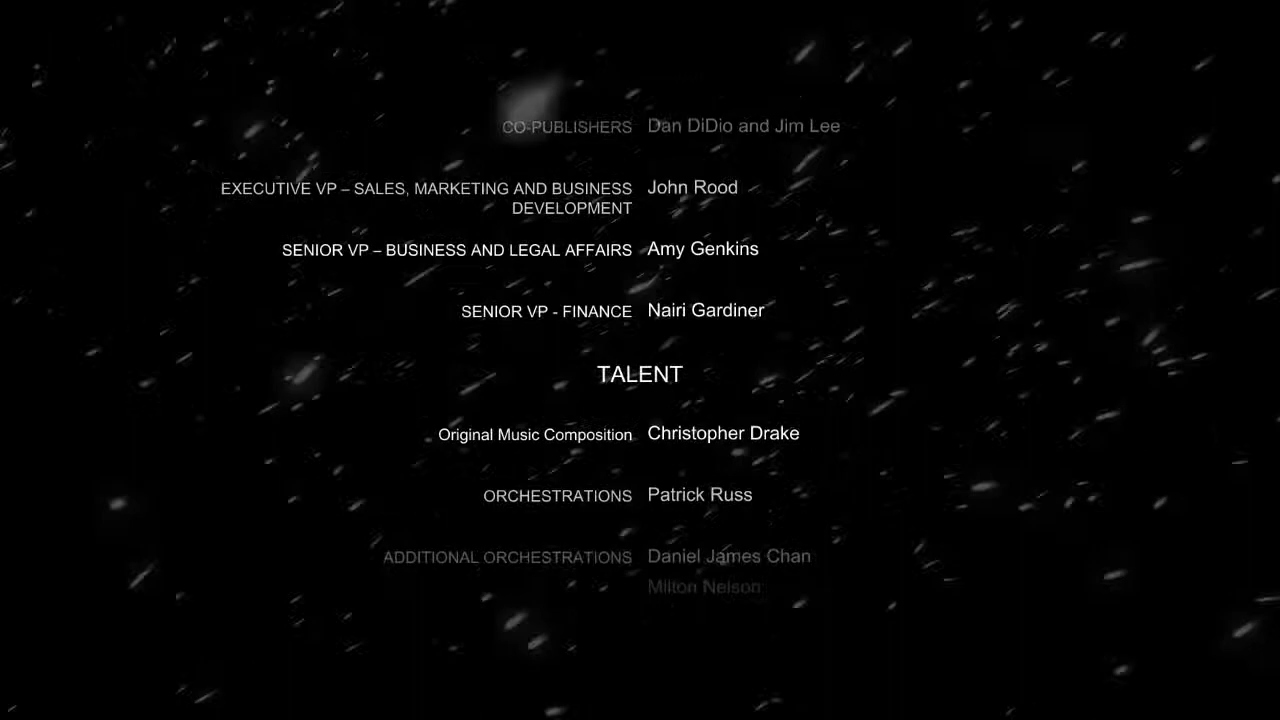 CO-PUBLISHERS Dan DiDio and Jim Lee
EXECUTIVE VP – SALES, MARKETING AND BUSINESS John Rood
DEVELOPMENT
SENIOR VP – BUSINESS AND LEGAL AFFAIRS Amy Genkins
SENIOR VP - FINANCE Nairi Gardiner
TALENT
Original Music Composition Christopher Drake
ORCHESTRATIONS Patrick Russ
ADDITIONAL ORCHESTRATIONS Daniel James Chan
Milton Nelson